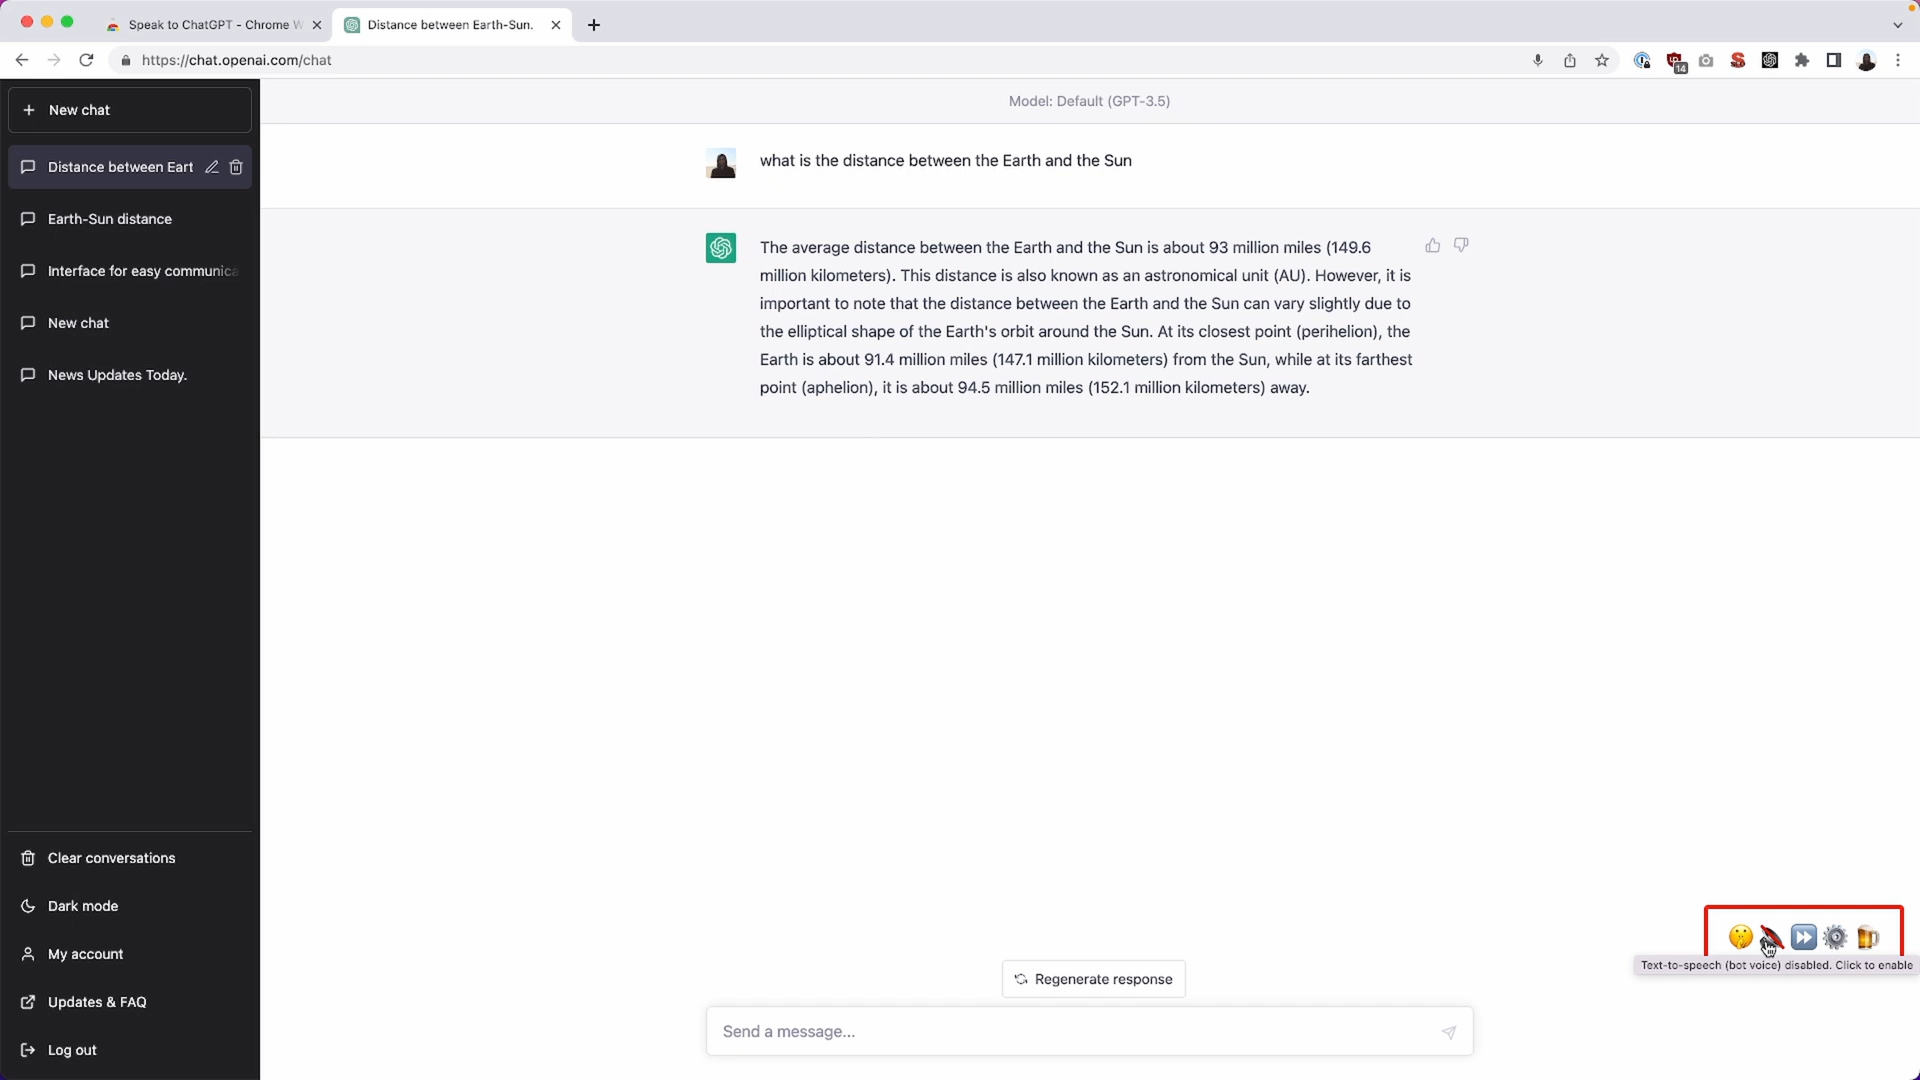 Speak to ChatGPT - Chrome W
Distance between Earth-Sun.
https://chat.openai.com/chat
14
New chat
Distance between Eart
Earth-Sun distance
Interface for easy communica
New chat
News Updates Today.
Clear conversations
Dark mode
My account
Updates & FAQ
Log out
Model: Default (GPT-3.5)
what is the distance between the Earth and the Sun
The average distance between the Earth and the Sun is about 93 million miles (149.6
million kilometers). This distance is also known as an astronomical unit (AU). However, it is
important to note that the distance between the Earth and the Sun can vary slightly due to
the elliptical shape of the Earth's orbit around the Sun. At its closest point (perihelion), the
Earth is about 91.4 million miles (147.1 million kilometers) from the Sun, while at its farthest
point (aphelion), it is about 94.5 million miles (152.1 million kilometers) away.
Text-to-speech (bot voice) disabled. Click to enable
Regenerate response
Send a message...